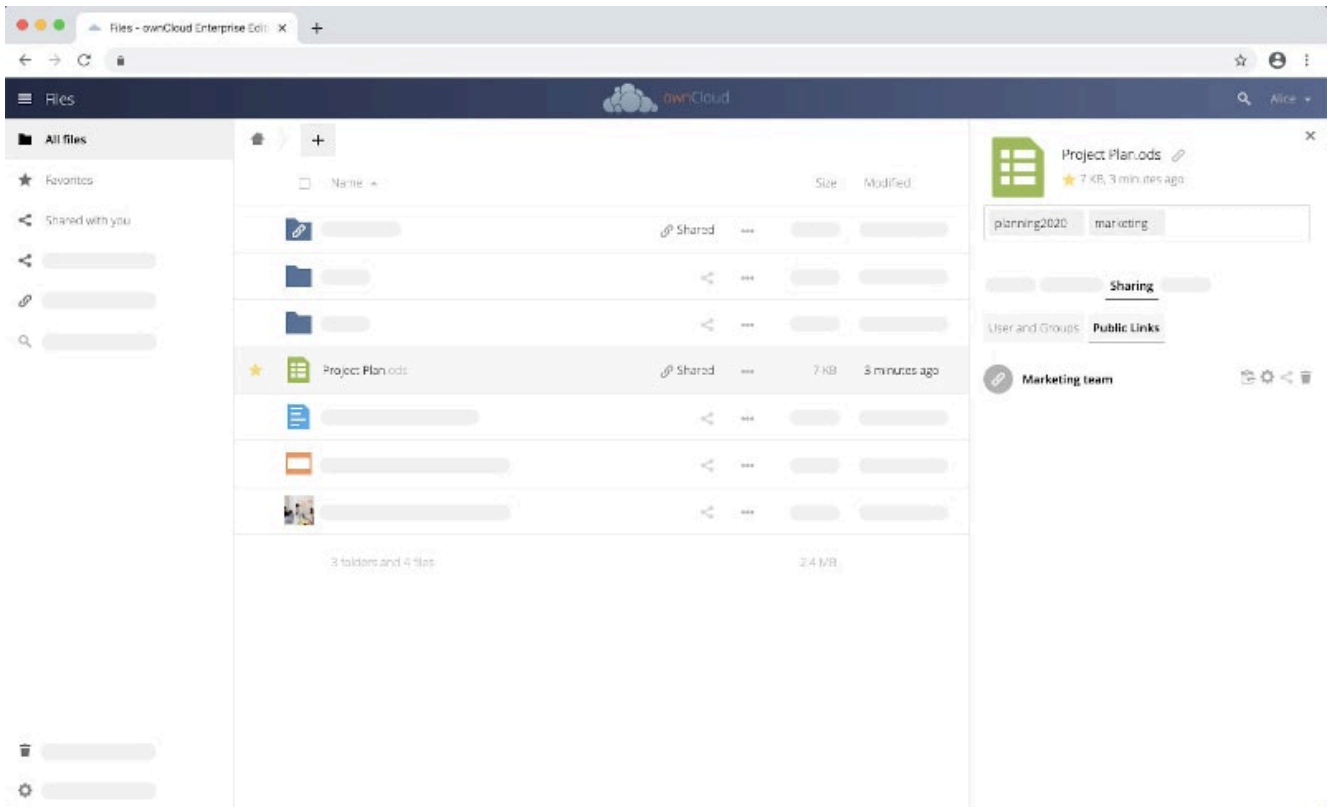 Files - ownCloud Enterprise Edit
Files
ownCloud
Alice
All files
Favorites
Shared with you
Name
Size
Modified
Shared
Project Plan.ods
Shared
7 KB
3 minutes ago
3 folders and 4 files
2.4 MB
Project Plan.ods
7 KB, 3 minutes ago
planning2020
marketing
Sharing
User and Groups
Public Links
Marketing team